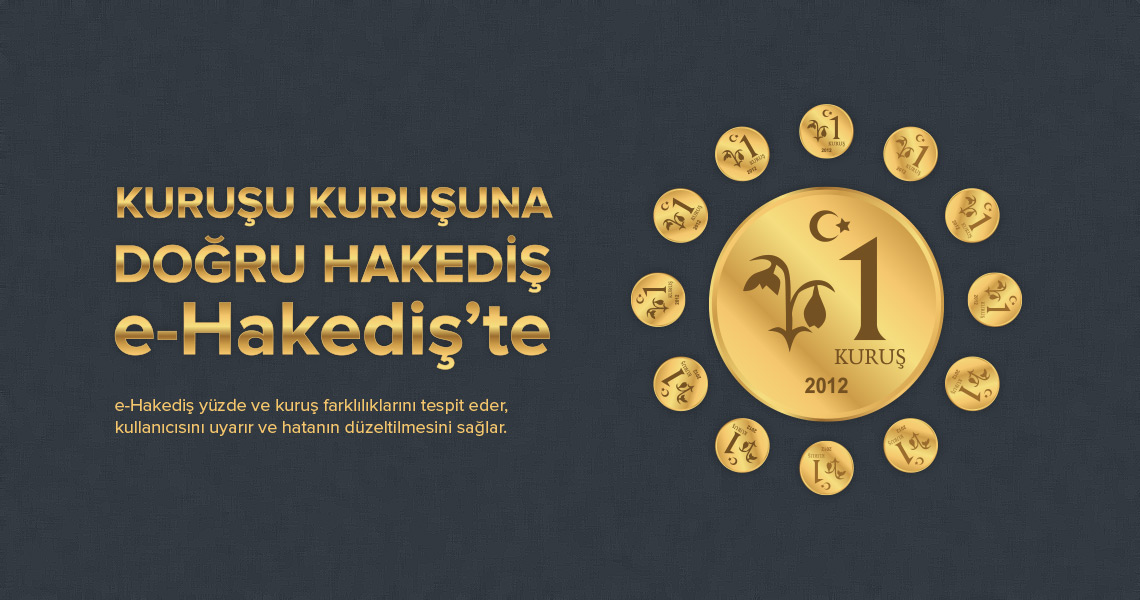 KURUŞU KURUŞUNA
DOĞRU HAKEDİŞ
e-Hakediş’te
e-Hakediş yüzde ve kuruş farklılıklarını tespit eder,
kullanıcısını uyarır ve hatanın düzeltilmesini sağlar.
1
KURUŞ
2012